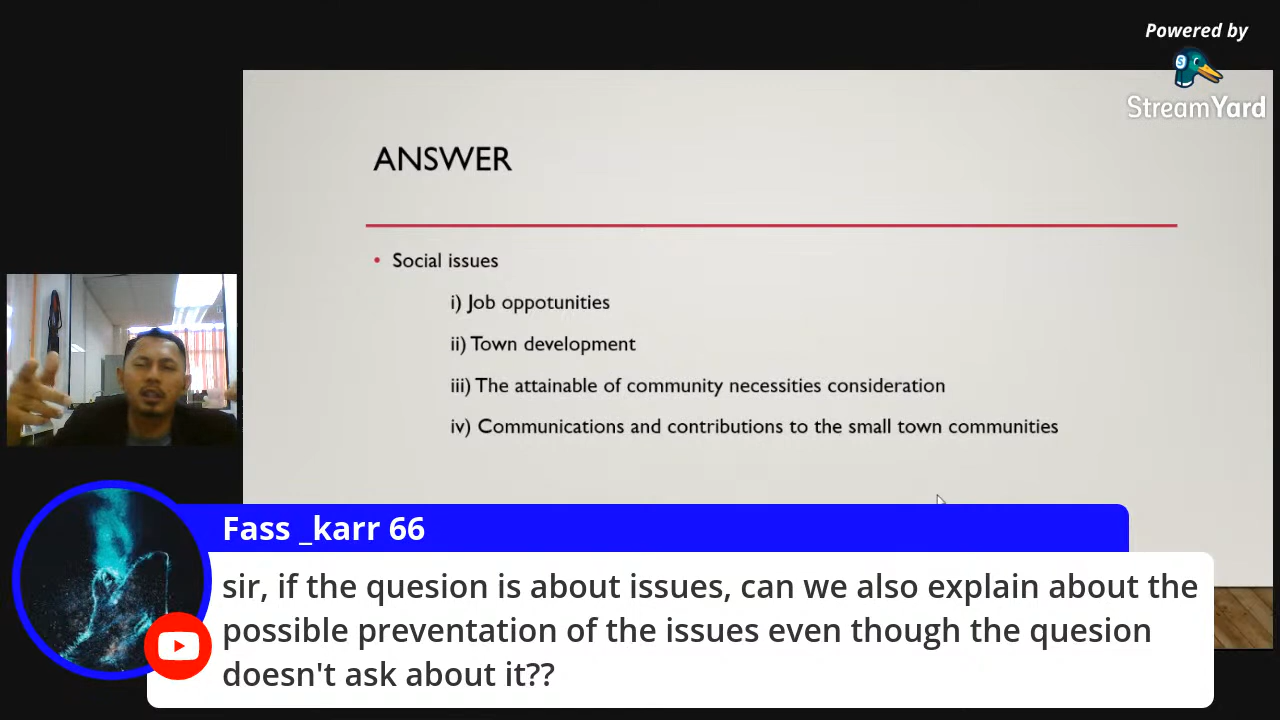 Powered by
StreamYard
ANSWER
• Social issues
i) Job oppotunities
ii) Town development
iii) The attainable of community necessities consideration
iv) Communications and contributions to the small town communities
Fass _karr 66
sir, if the quesion is about issues, can we also explain about the
possible preventation of the issues even though the quesion
doesn't ask about it??